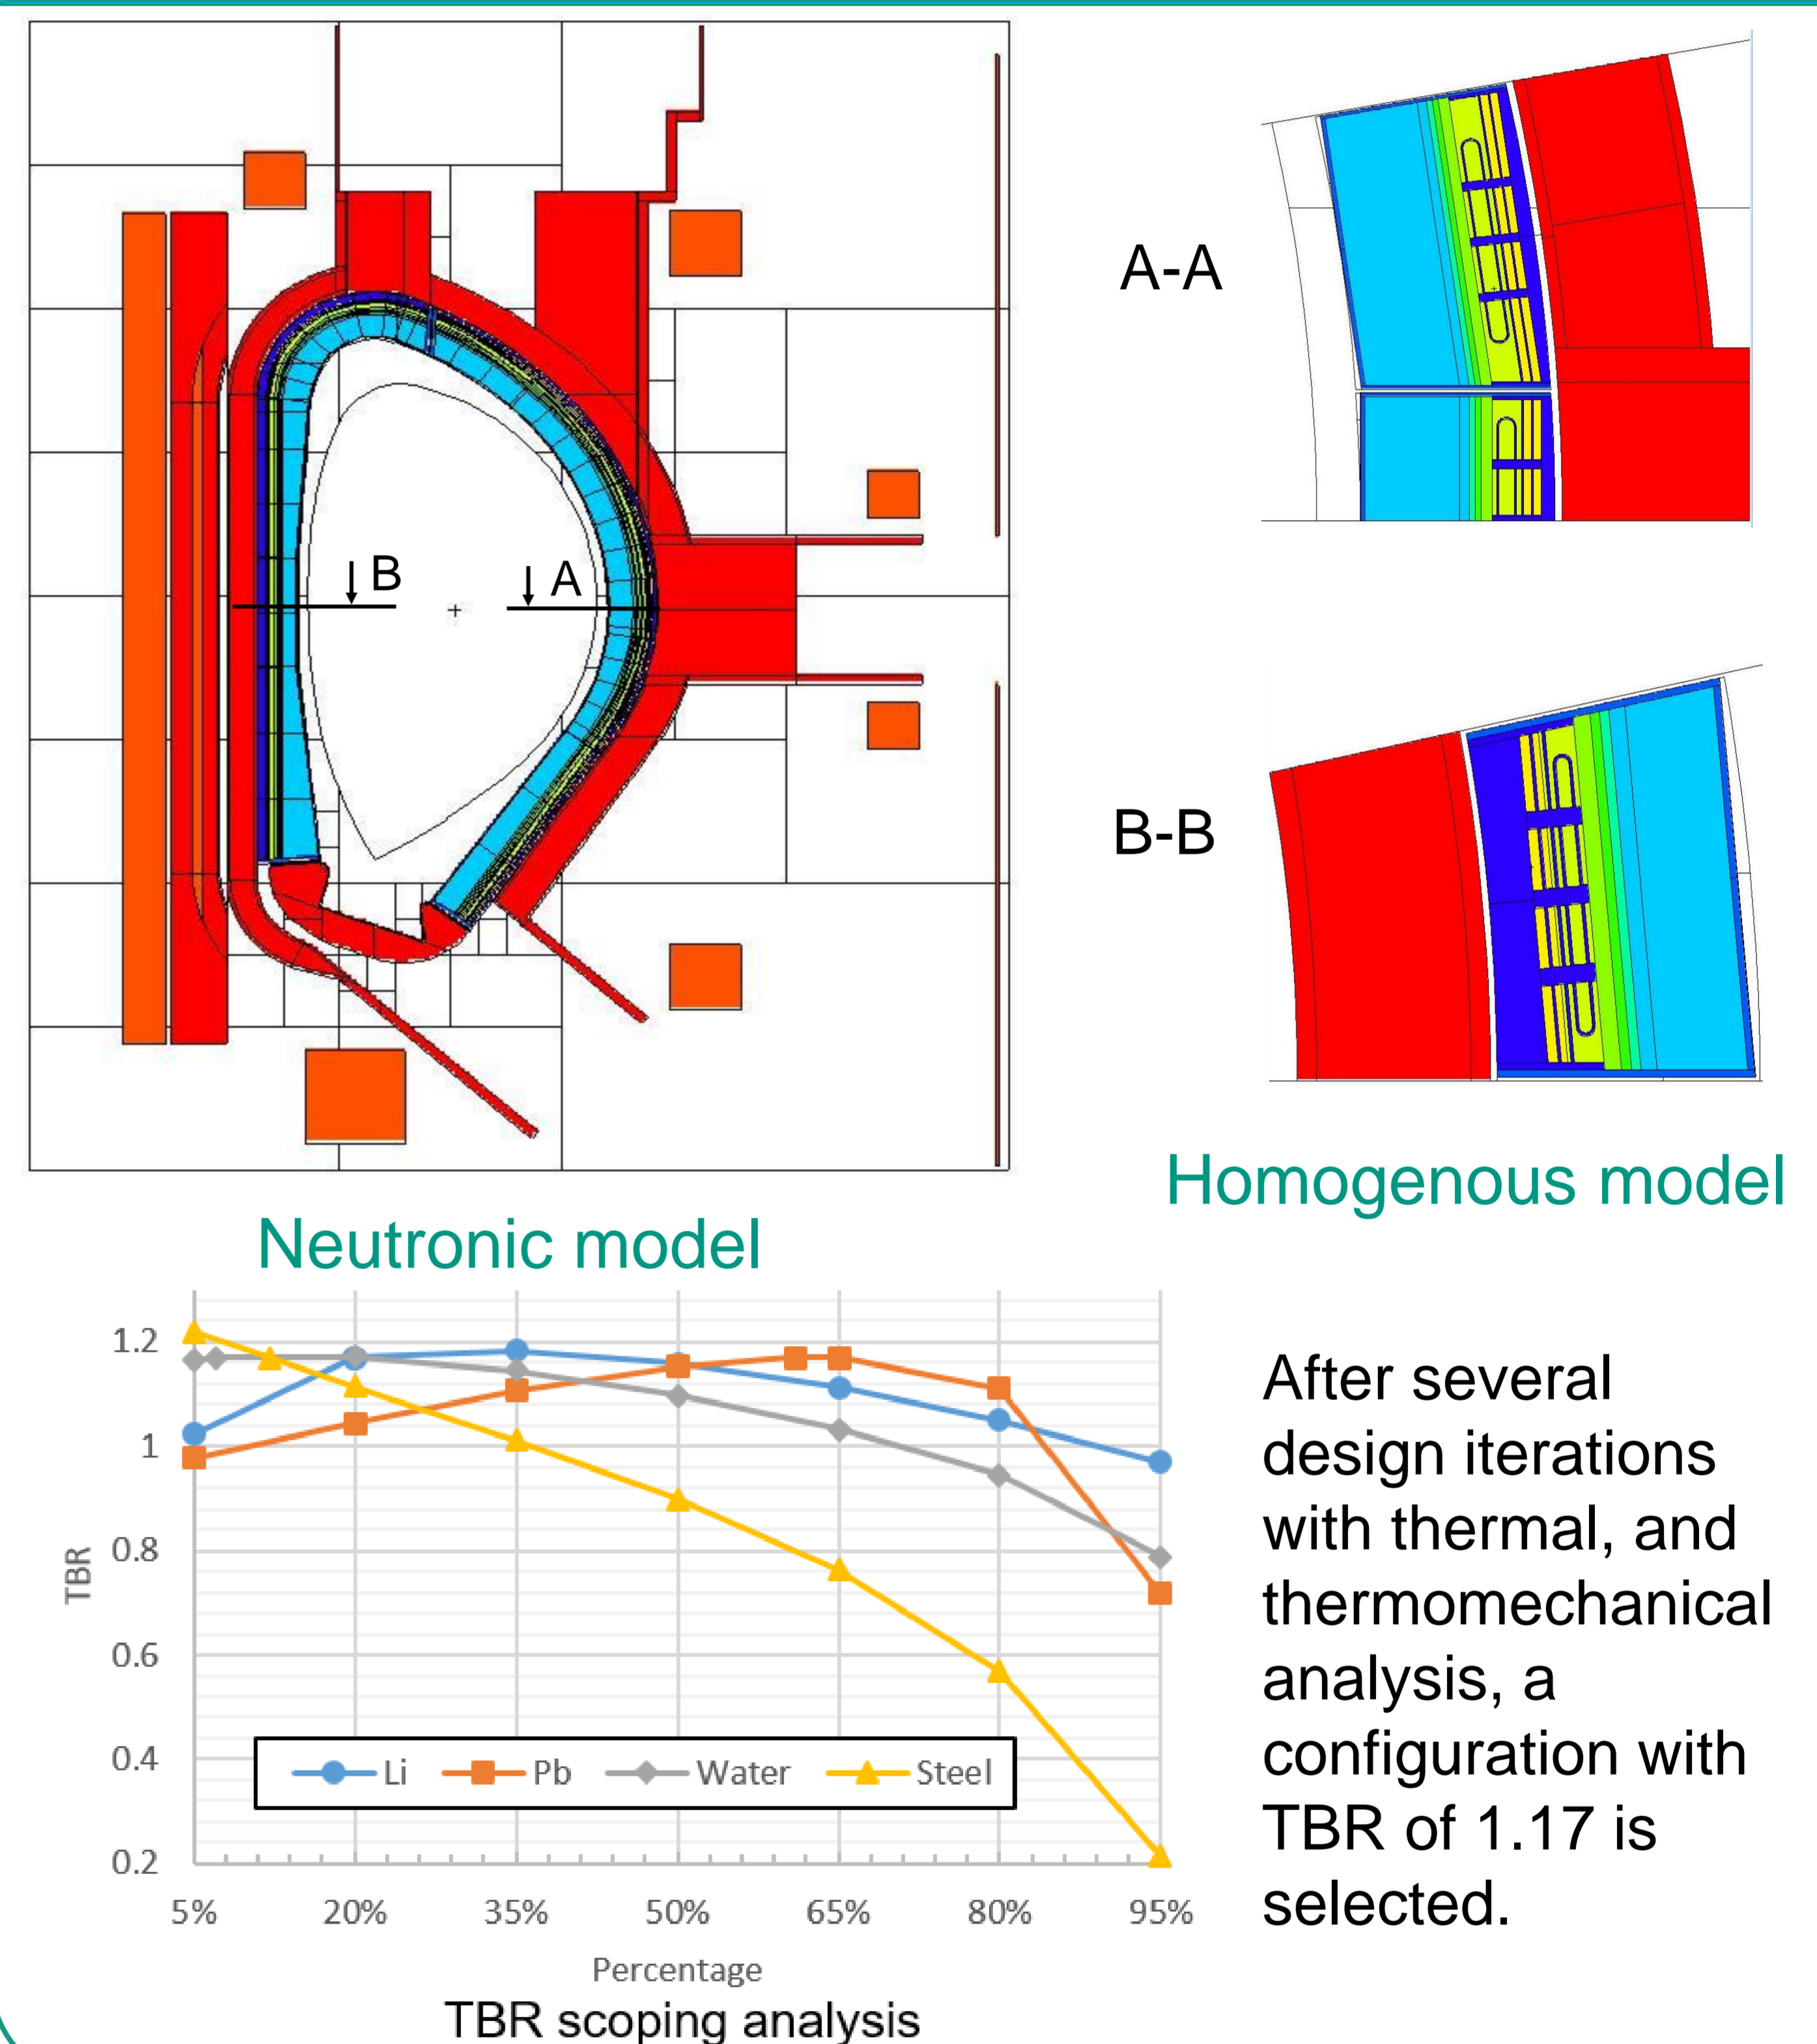 A-A
B
A
B-B
Homogenous model
Neutronic model
1.2
1
0.8
0.6
0.4
0.2
TBR
Li
Pb
Water
Steel
5%
20%
35%
50%
65%
80%
95%
Percentage
TBR scoping analysis
After several
design iterations
with thermal, and
thermomechanical
analysis, a
configuration with
TBR of 1.17 is
selected.